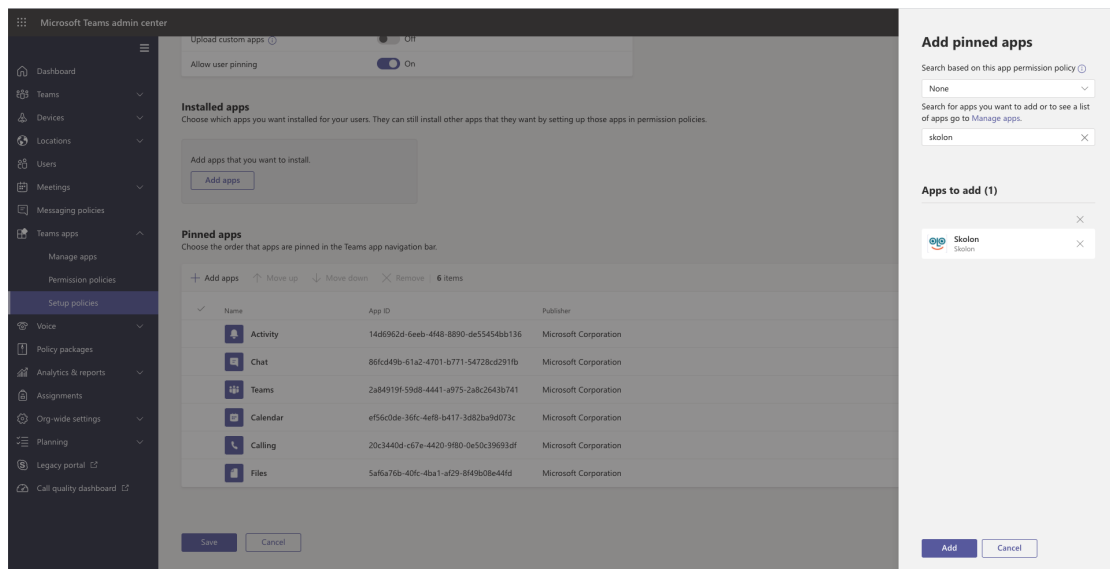 Microsoft Teams admin center
Dashboard
Teams
Devices
Locations
Users
Meetings
Messaging policies
Teams apps
Manage apps
Permission policies
Setup policies
Voice
Policy packages
Analytics & reports
Assignments
Org-wide settings
Planning
Legacy portal
Call quality dashboard
Upload custom apps Off
Allow user pinning On
Installed apps
Choose which apps you want installed for your users. They can still install other apps that they want by setting up those apps in permission policies.
Add apps that you want to install.
Add apps
Pinned apps
Choose the order that apps are pinned in the Teams app navigation bar.
Add apps Move up Move down Remove 6 items
Name App ID Publisher
Activity 14d6962d-6eeb-4f48-8890-de55454bb136 Microsoft Corporation
Chat 86fcd49b-61a2-4701-b771-54728cd291fb Microsoft Corporation
Teams 2a84919f-59d8-4441-a975-2a8c2643b741 Microsoft Corporation
Calendar ef56c0de-36fc-4ef8-b417-3d82ba9d073c Microsoft Corporation
Calling 20c3440d-c67e-4420-9f80-0e50c39693df Microsoft Corporation
Files 5af6a76b-40fc-4ba1-af29-8f49b08e44fd Microsoft Corporation
Save Cancel
Add pinned apps
Search based on this app permission policy
None
Search for apps you want to add or to see a list
of apps go to Manage apps.
skolon
Apps to add (1)
Skolon
Skolon
Add Cancel